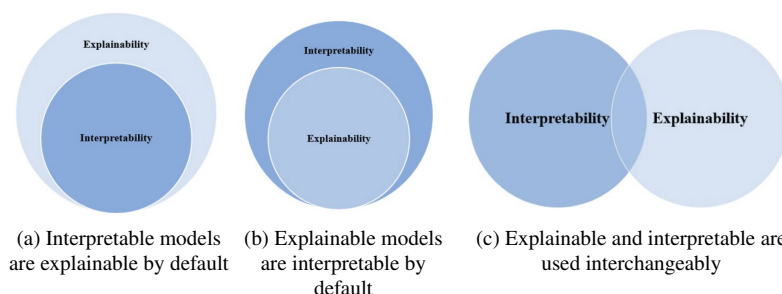 Explainability
Interpretability
Interpretability
Explainability
Interpretability
Explainability
(a) Interpretable models
are explainable by default
(b) Explainable models
are interpretable by
default
(c) Explainable and interpretable are
used interchangeably